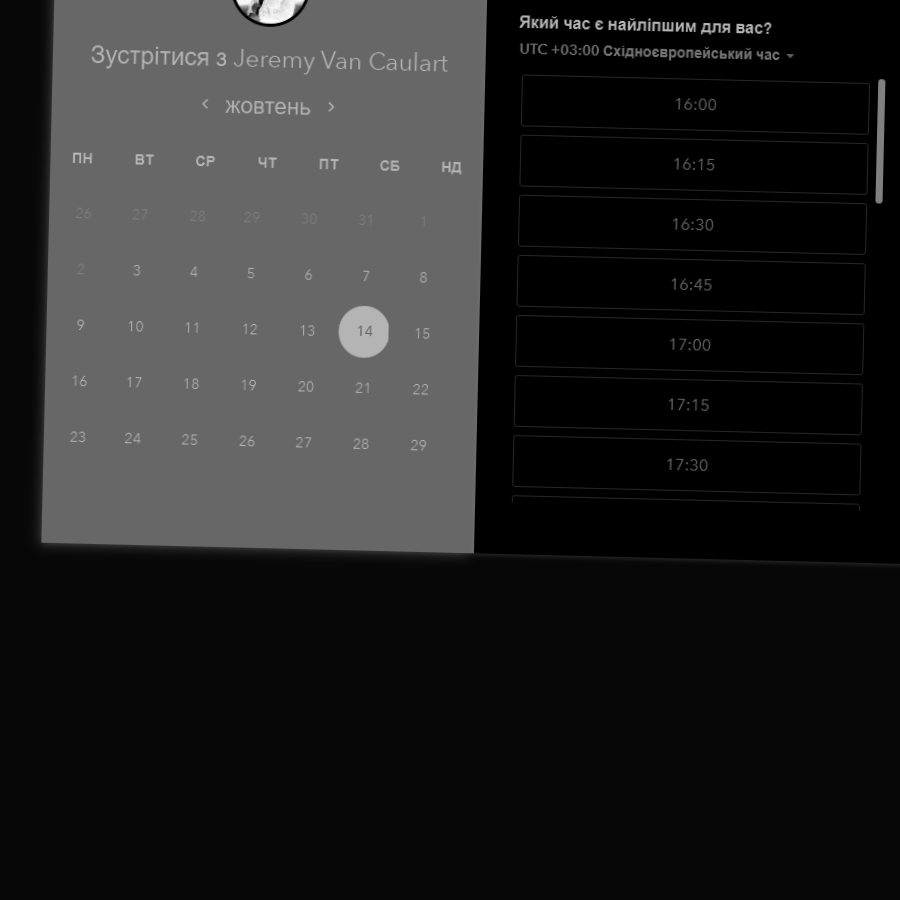 Зустрітися з Jeremy Van Caulart
жовтень
ПН ВТ СР ЧТ ПТ СБ НД
26 27 28 29 30 31 1
2 3 4 5 6 7 8
9 10 11 12 13 14 15
16 17 18 19 20 21 22
23 24 25 26 27 28 29
Який час є найліпшим для вас?
UTC +03:00 Східноєвропейський час
16:00
16:15
16:30
16:45
17:00
17:15
17:30